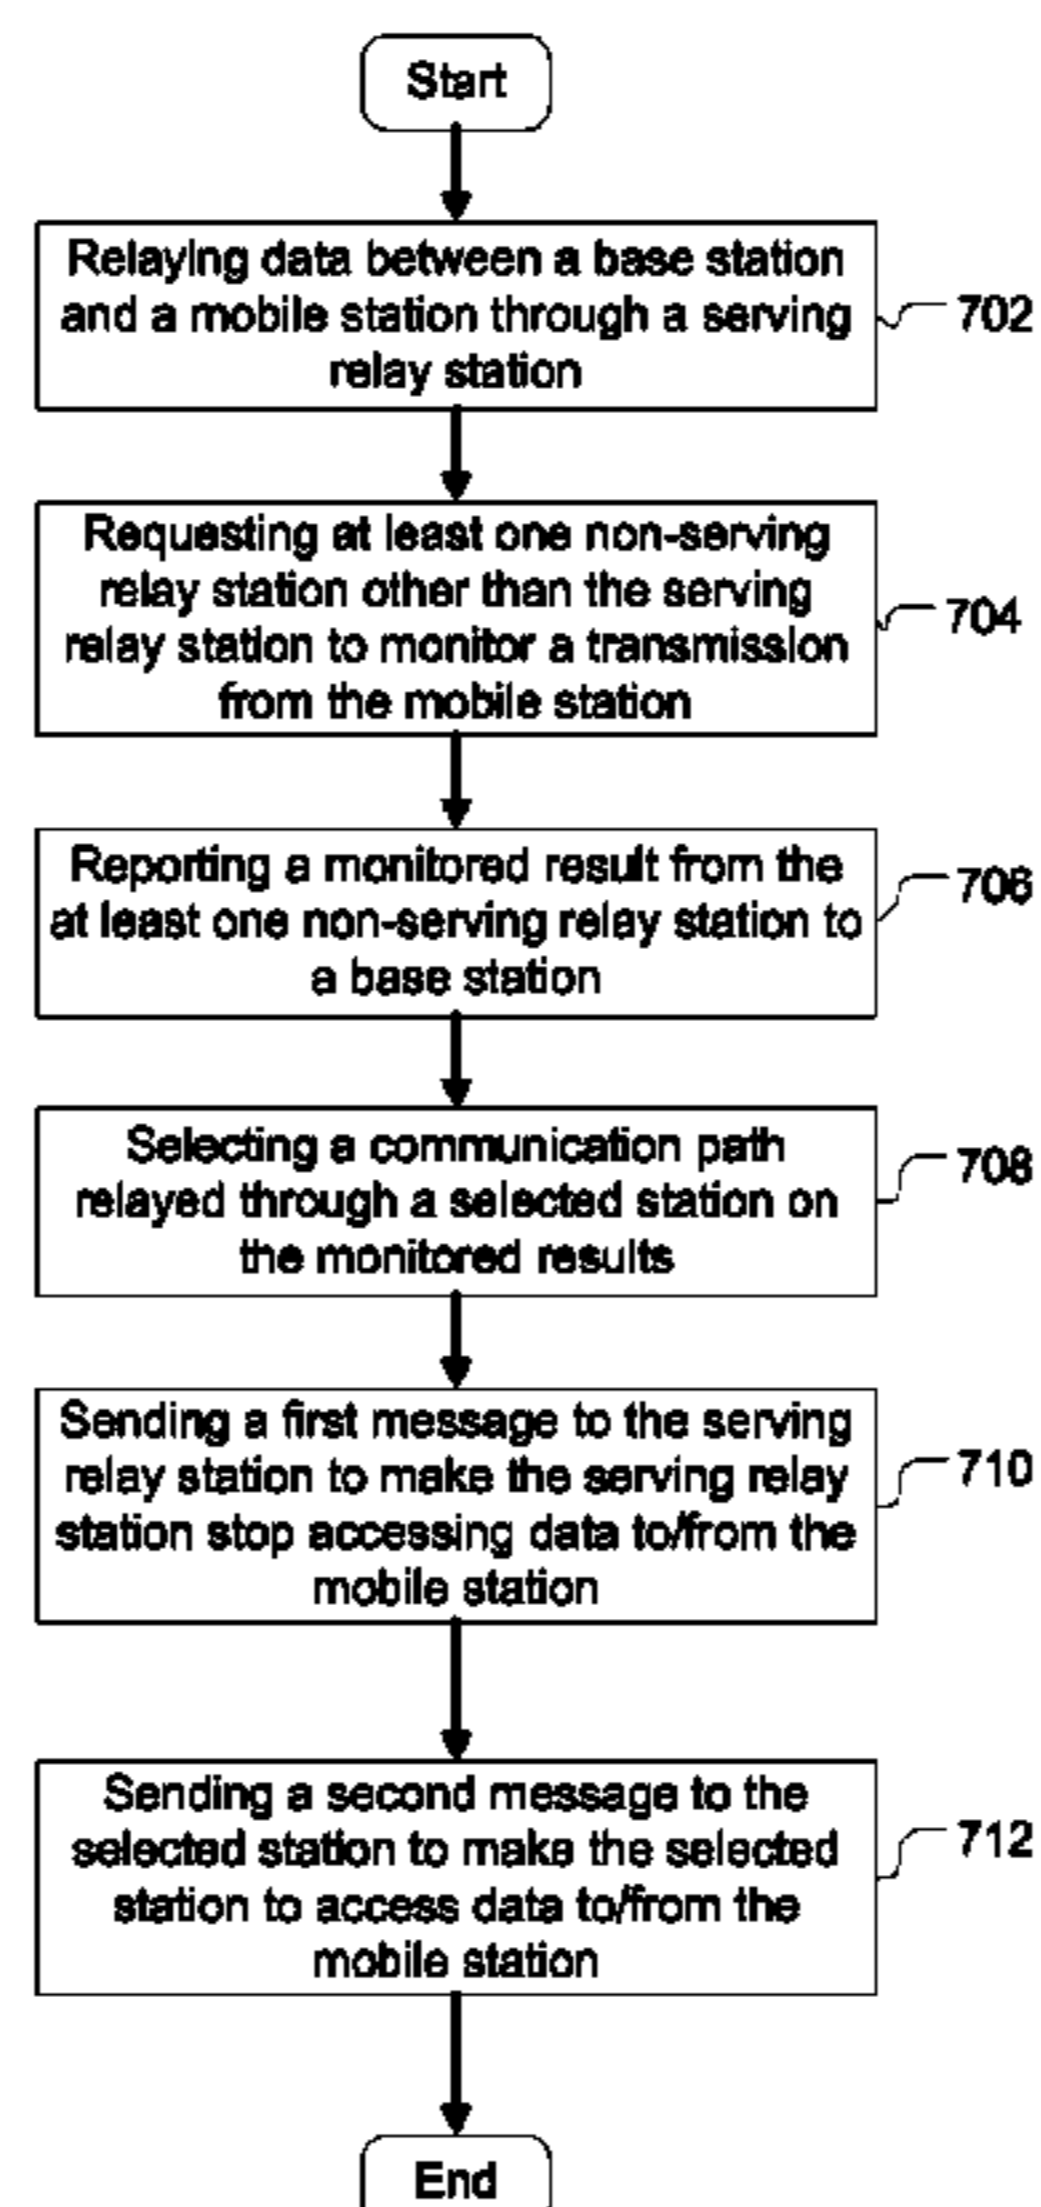 Start
Relaying data between a base station
and a mobile station through a serving
relay station
702
Requesting at least one non-serving
relay station other than the serving
relay station to monitor a transmission
from the mobile station
704
Reporting a monitored result from the
at least one non-serving relay station to
a base station
706
Selecting a communication path
relayed through a selected station on
the monitored results
708
Sending a first message to the serving
relay station to make the serving relay
station stop accessing data to/from the
mobile station
710
Sending a second message to the
selected station to make the selected
station to access data to/from the
mobile station
712
End